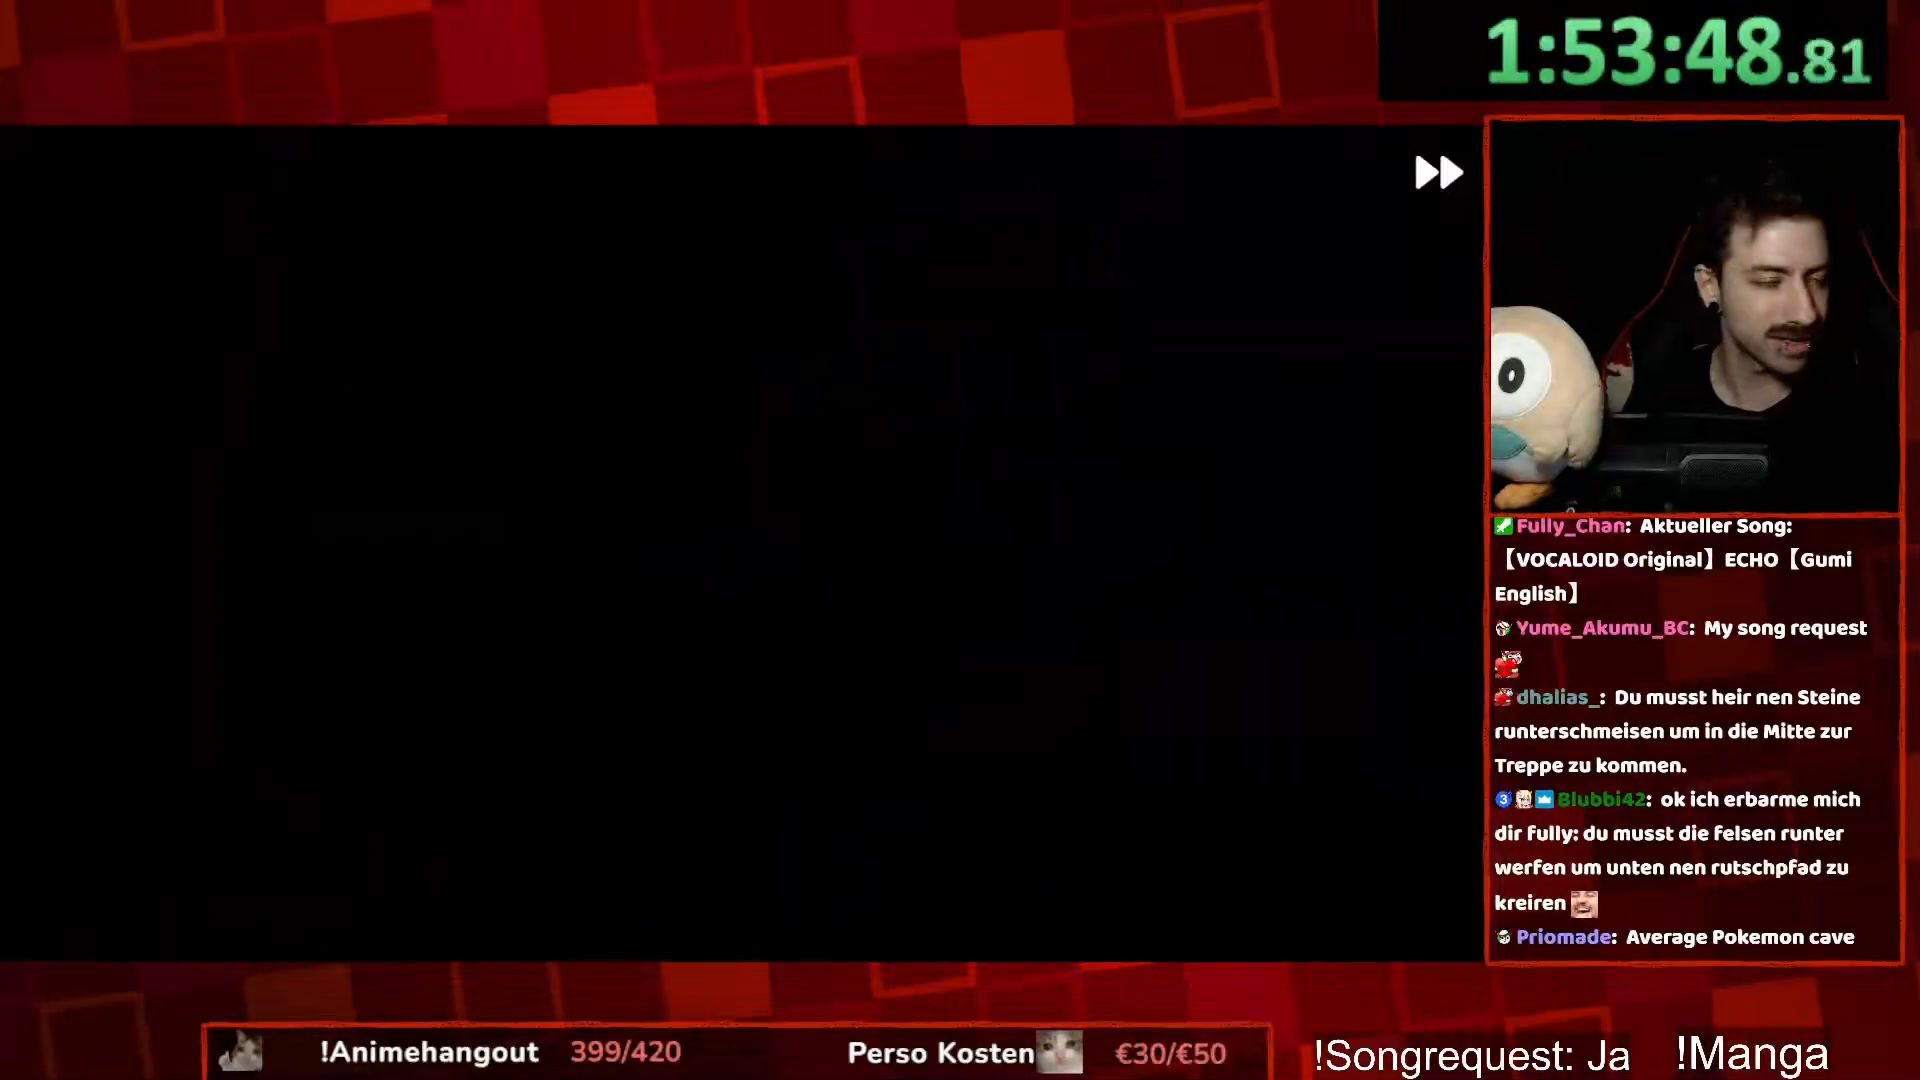 1:53:48.81
Fully_Chan: Aktueller Song:
【VOCALOID Original】ECHO【Gumi
English】
Yume_Akumu_BC: My song request
dhalias_: Du musst heir nen Steine
runterschmeisen um in die Mitte zur
Treppe zu kommen.
3 Blubbi42: ok ich erbarme mich
dir fully: du musst die felsen runter
werfen um unten nen rutschpfad zu
kreiren
Priomade: Average Pokemon cave
!Animehangout 399/420 Perso Kosten €30/€50 !Songrequest: Ja !Manga